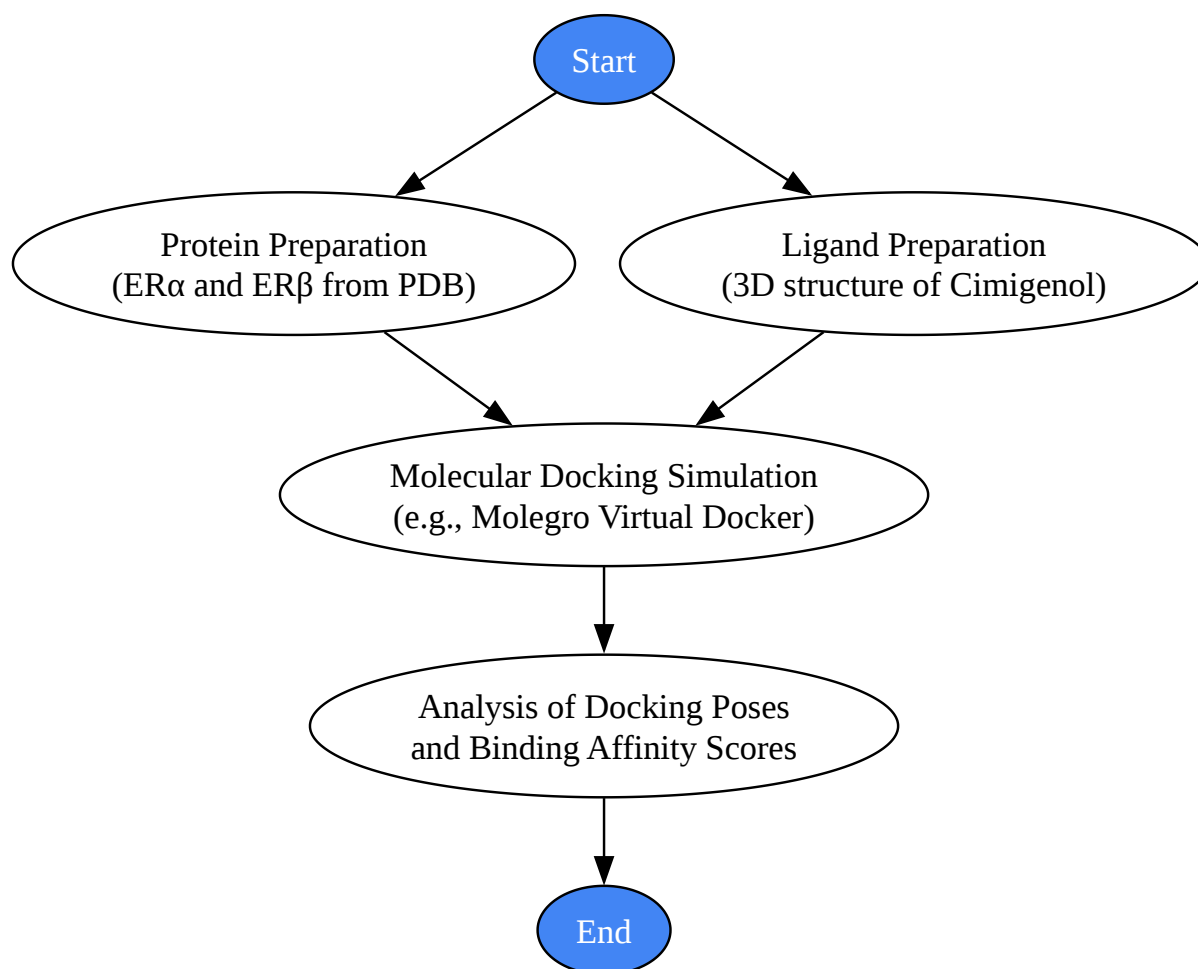 Start
Protein Preparation
(ERα and ERβ from PDB)
Ligand Preparation
(3D structure of Cimigenol)
Molecular Docking Simulation
(e.g., Molegro Virtual Docker)
Analysis of Docking Poses
and Binding Affinity Scores
End